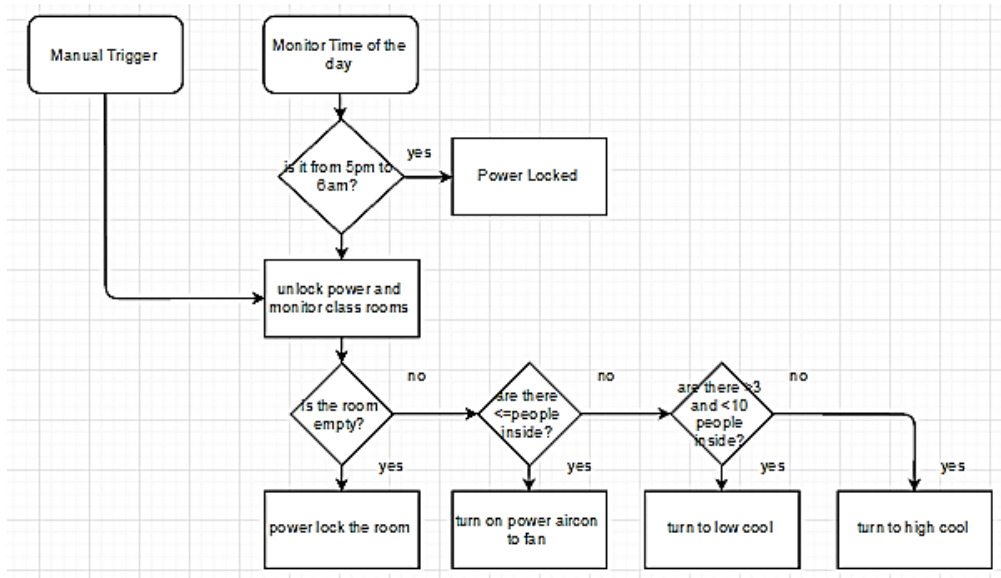 Manual Trigger
Monitor Time of the
day
is it from 5pm to
6am?
yes
Power Locked
unlock power and
monitor class rooms
no
no
no
is the room
empty?
are there
<=people
inside?
are there >3
and <10
people
inside?
yes
yes
yes
yes
power lock the room
turn on power aircon
to fan
turn to low cool
turn to high cool